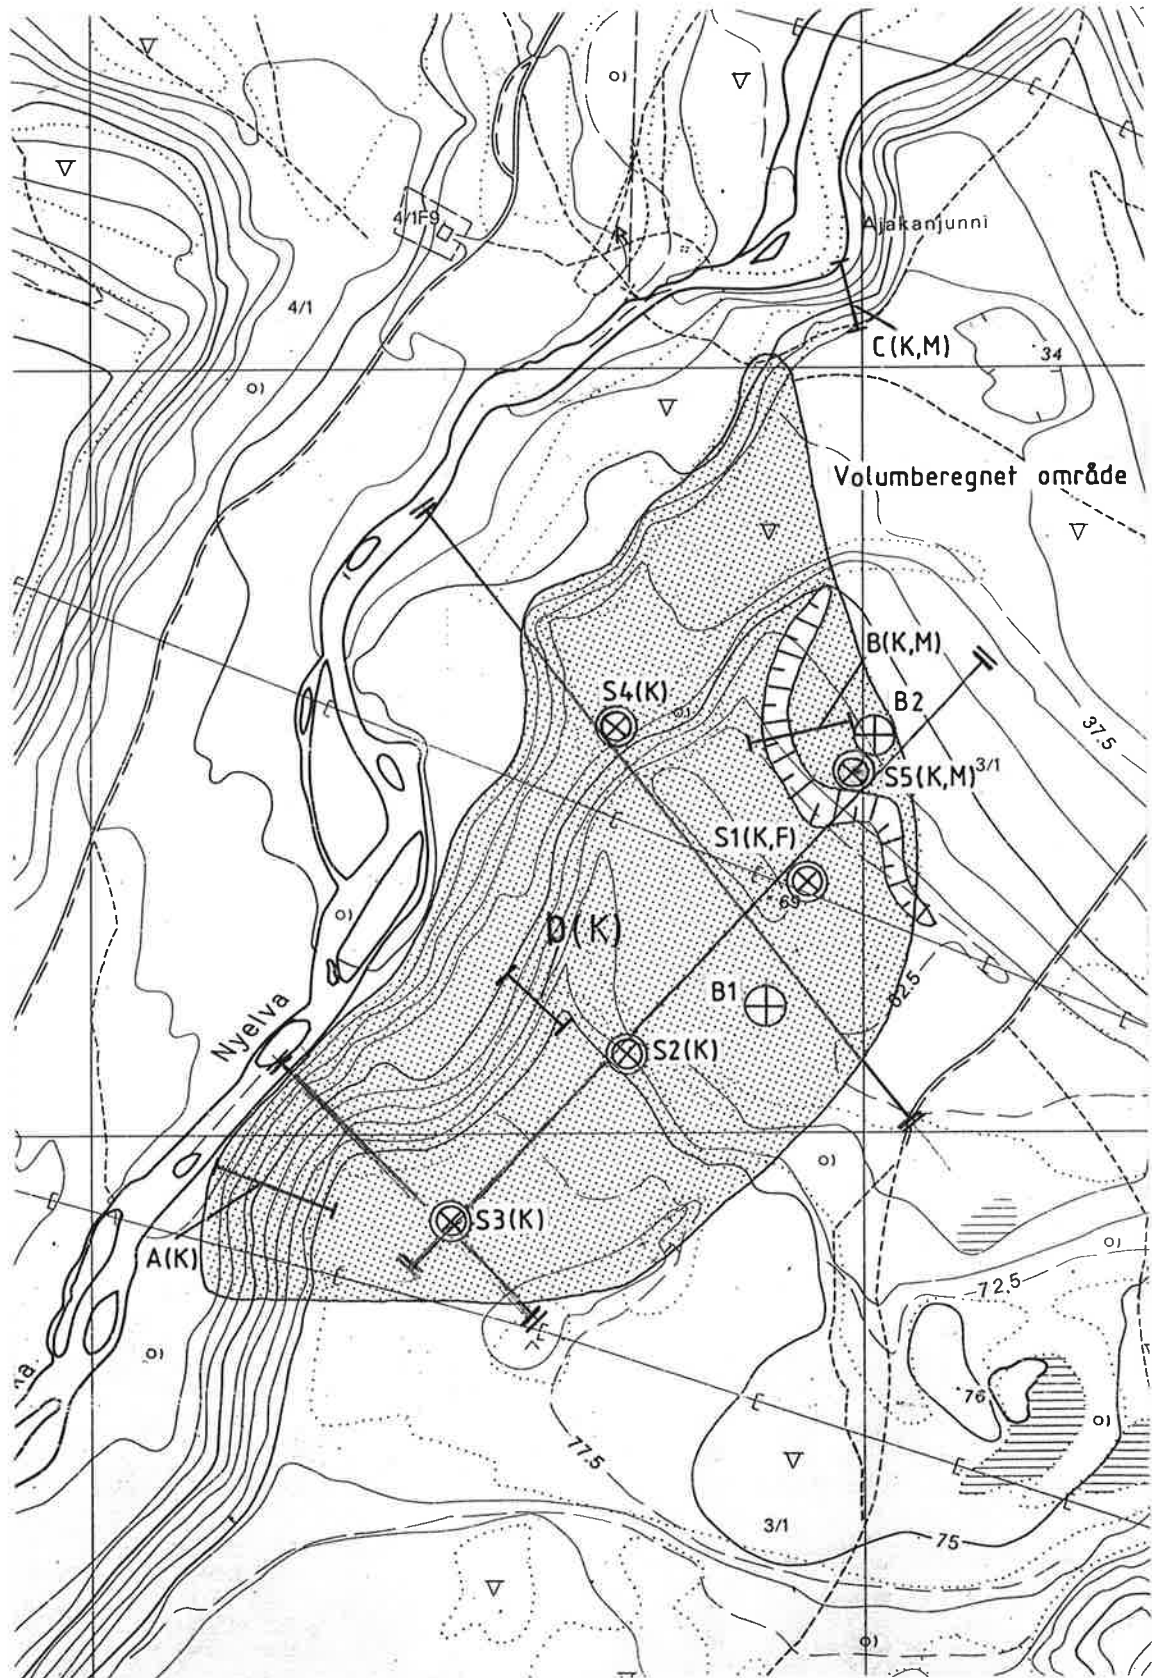 4/1F9
Ajakanjunni
4/1
C(K,M)
34
Volumberegnet område
B(K,M)
S4(K)
B2
37.5
S5(K,M) 3/1
S1(K,F)
69
D(K)
62.5
B1
Nyelva
S2(K)
S3(K)
A(K)
72.5
76
77.5
3/1
75